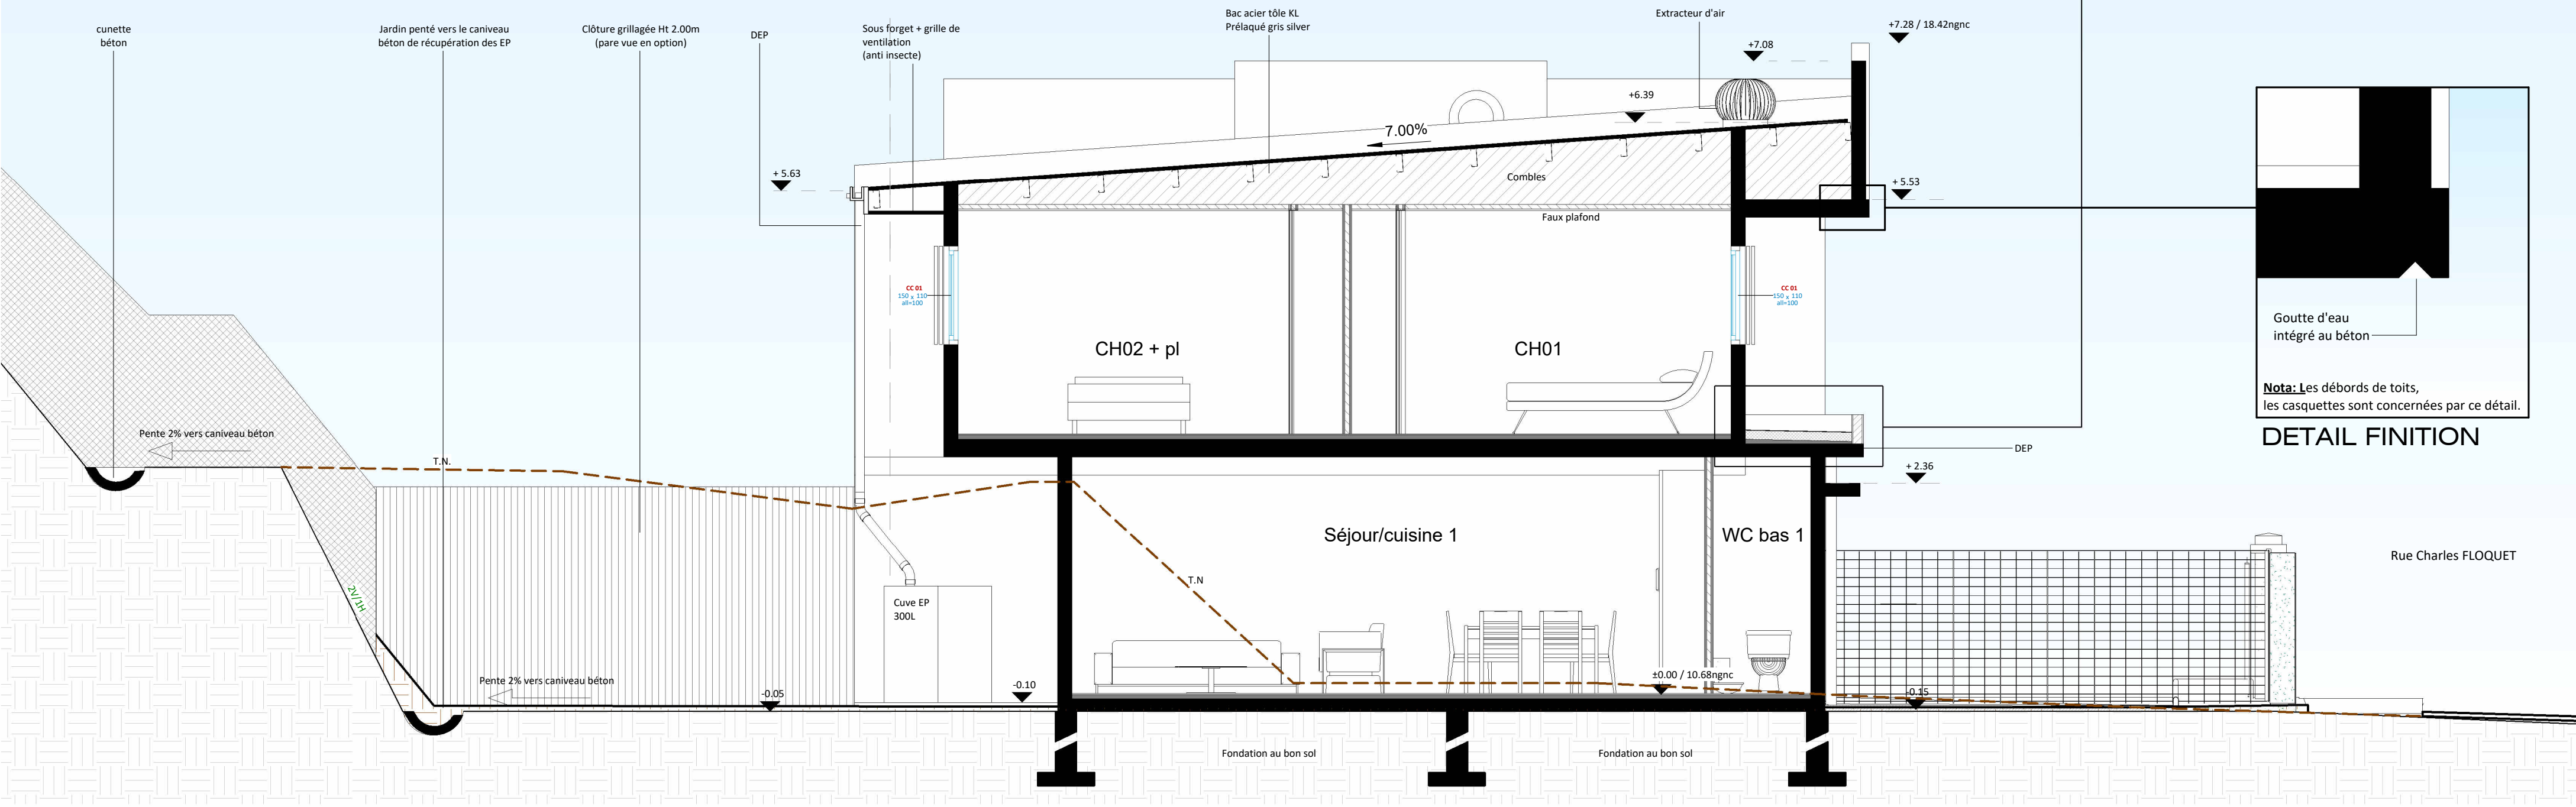 cunette
béton
Jardin penté vers le caniveau
béton de récupération des EP
Clôture grillagée Ht 2.00m
(pare vue en option)
DEP
Sous forget + grille de
ventilation
(anti insecte)
Bac acier tôle KL
Prélaqué gris silver
Extracteur d'air
+7.28 / 18.42ngnc
+7.08
+6.39
7.00%
+ 5.63
Combles
+ 5.53
Faux plafond
CC 01
150 x 110
all=100
CC 01
150 x 110
all=100
CH02 + pl
CH01
Goutte d'eau
intégré au béton
Nota: Les débords de toits,
les casquettes sont concernées par ce détail.
DETAIL FINITION
Pente 2% vers caniveau béton
T.N.
DEP
+ 2.36
Séjour/cuisine 1
WC bas 1
Rue Charles FLOQUET
T.N
2V/1H
Cuve EP
300L
Pente 2% vers caniveau béton
-0.05
-0.10
±0.00 / 10.68ngnc
-0.15
Fondation au bon sol
Fondation au bon sol